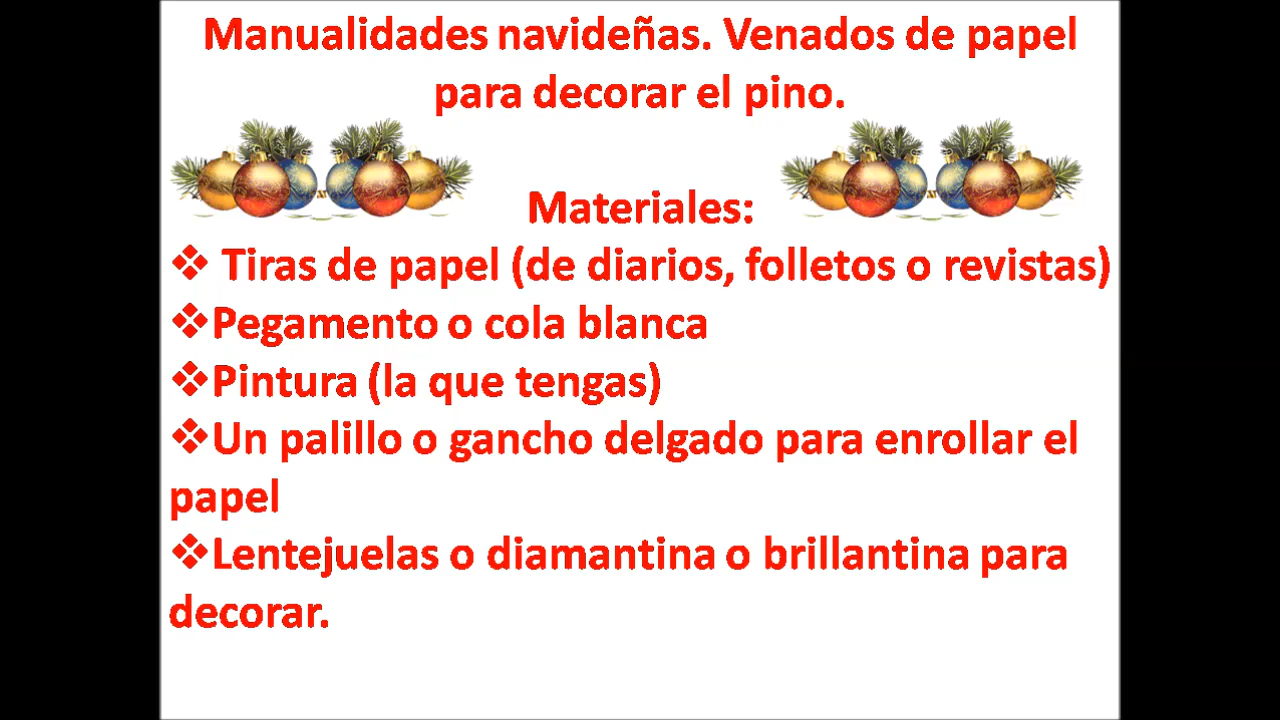 Manualidades navideñas. Venados de papel
para decorar el pino.
Materiales:
❖ Tiras de papel (de diarios, folletos o revistas)
❖Pegamento o cola blanca
❖Pintura (la que tengas)
❖Un palillo o gancho delgado para enrollar el
papel
❖Lentejuelas o diamantina o brillantina para
decorar.